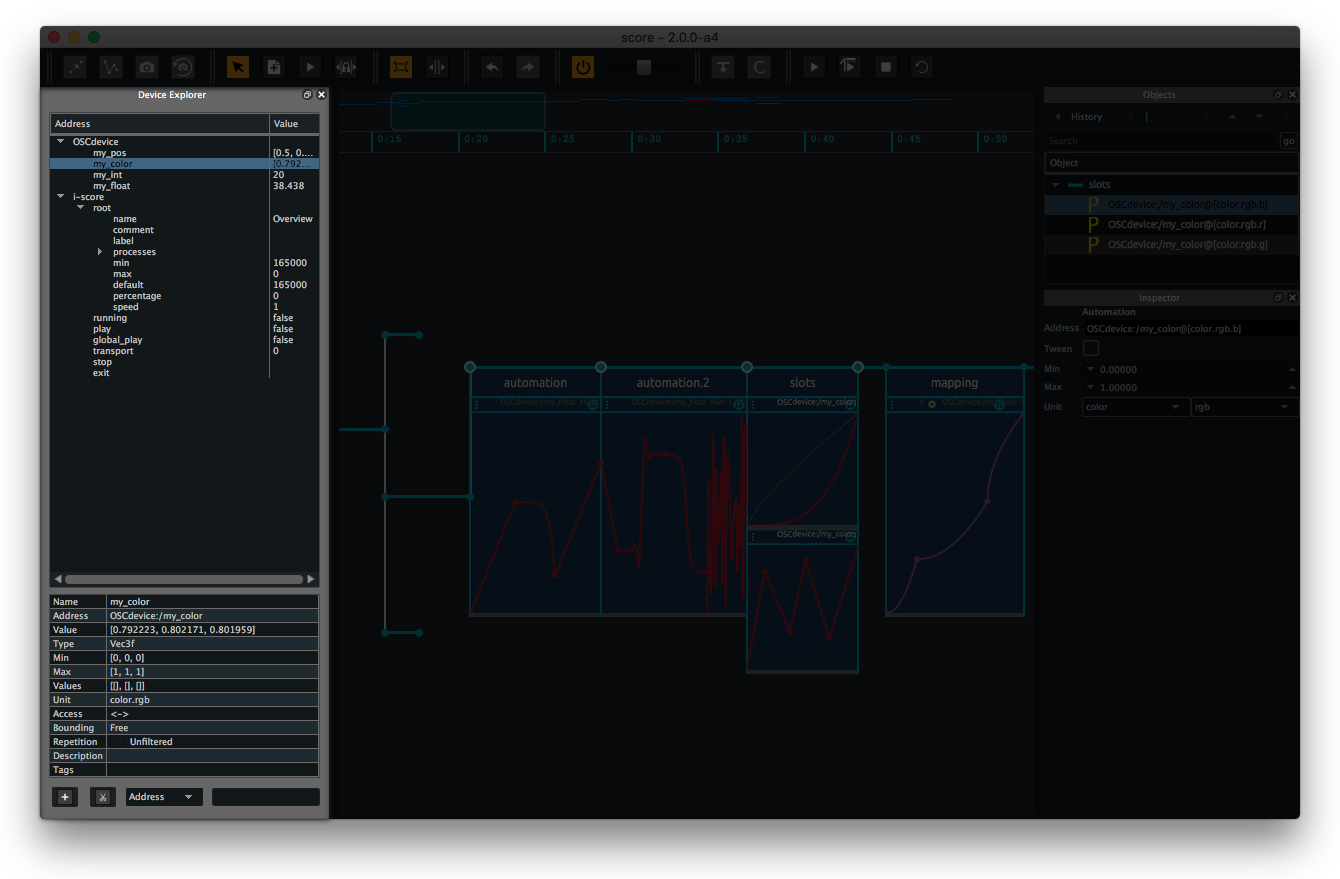 score - 2.0.0-a4
Device Explorer
Address Value
OSCdevice
my_pos [0.5, 0....
my_color [0.792...
my_int 20
my_float 38.438
i-score
root
name Overview
comment
label
processes
min 165000
max 0
default 165000
percentage 0
speed 1
running false
play false
global_play false
transport 0
stop
exit
Name my_color
Address OSCdevice:/my_color
Value [0.792223, 0.802171, 0.801959]
Type Vec3f
Min [0, 0, 0]
Max [1, 1, 1]
Values [[], [], []]
Unit color.rgb
Access <->
Bounding Free
Repetition Unfiltered
Description
Tags
Address
0:15 0:20 0:25 0:30 0:35 0:40 0:45 0:50
automation automation.2 slots mapping
OSCdevice:/my_float OSCdevice:/my_float OSCdevice:/my_color
OSCdevice:/my_color
Objects
History
Search go
Object
slots
P OSCdevice:/my_color@[color.rgb.b]
P OSCdevice:/my_color@[color.rgb.r]
P OSCdevice:/my_color@[color.rgb.g]
Inspector
Automation
Address OSCdevice:/my_color@[color.rgb.b]
Tween
Min 0.00000
Max 1.00000
Unit color rgb